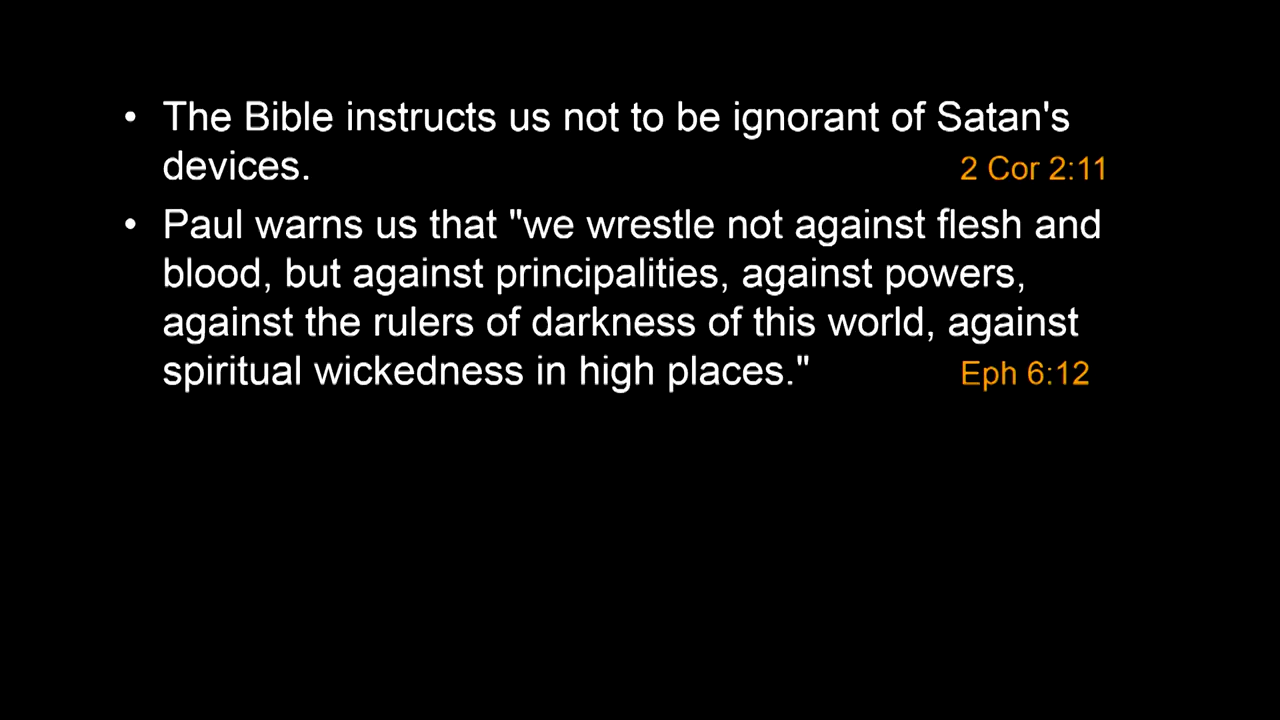 • The Bible instructs us not to be ignorant of Satan's
devices. 2 Cor 2:11
• Paul warns us that "we wrestle not against flesh and
blood, but against principalities, against powers,
against the rulers of darkness of this world, against
spiritual wickedness in high places." Eph 6:12